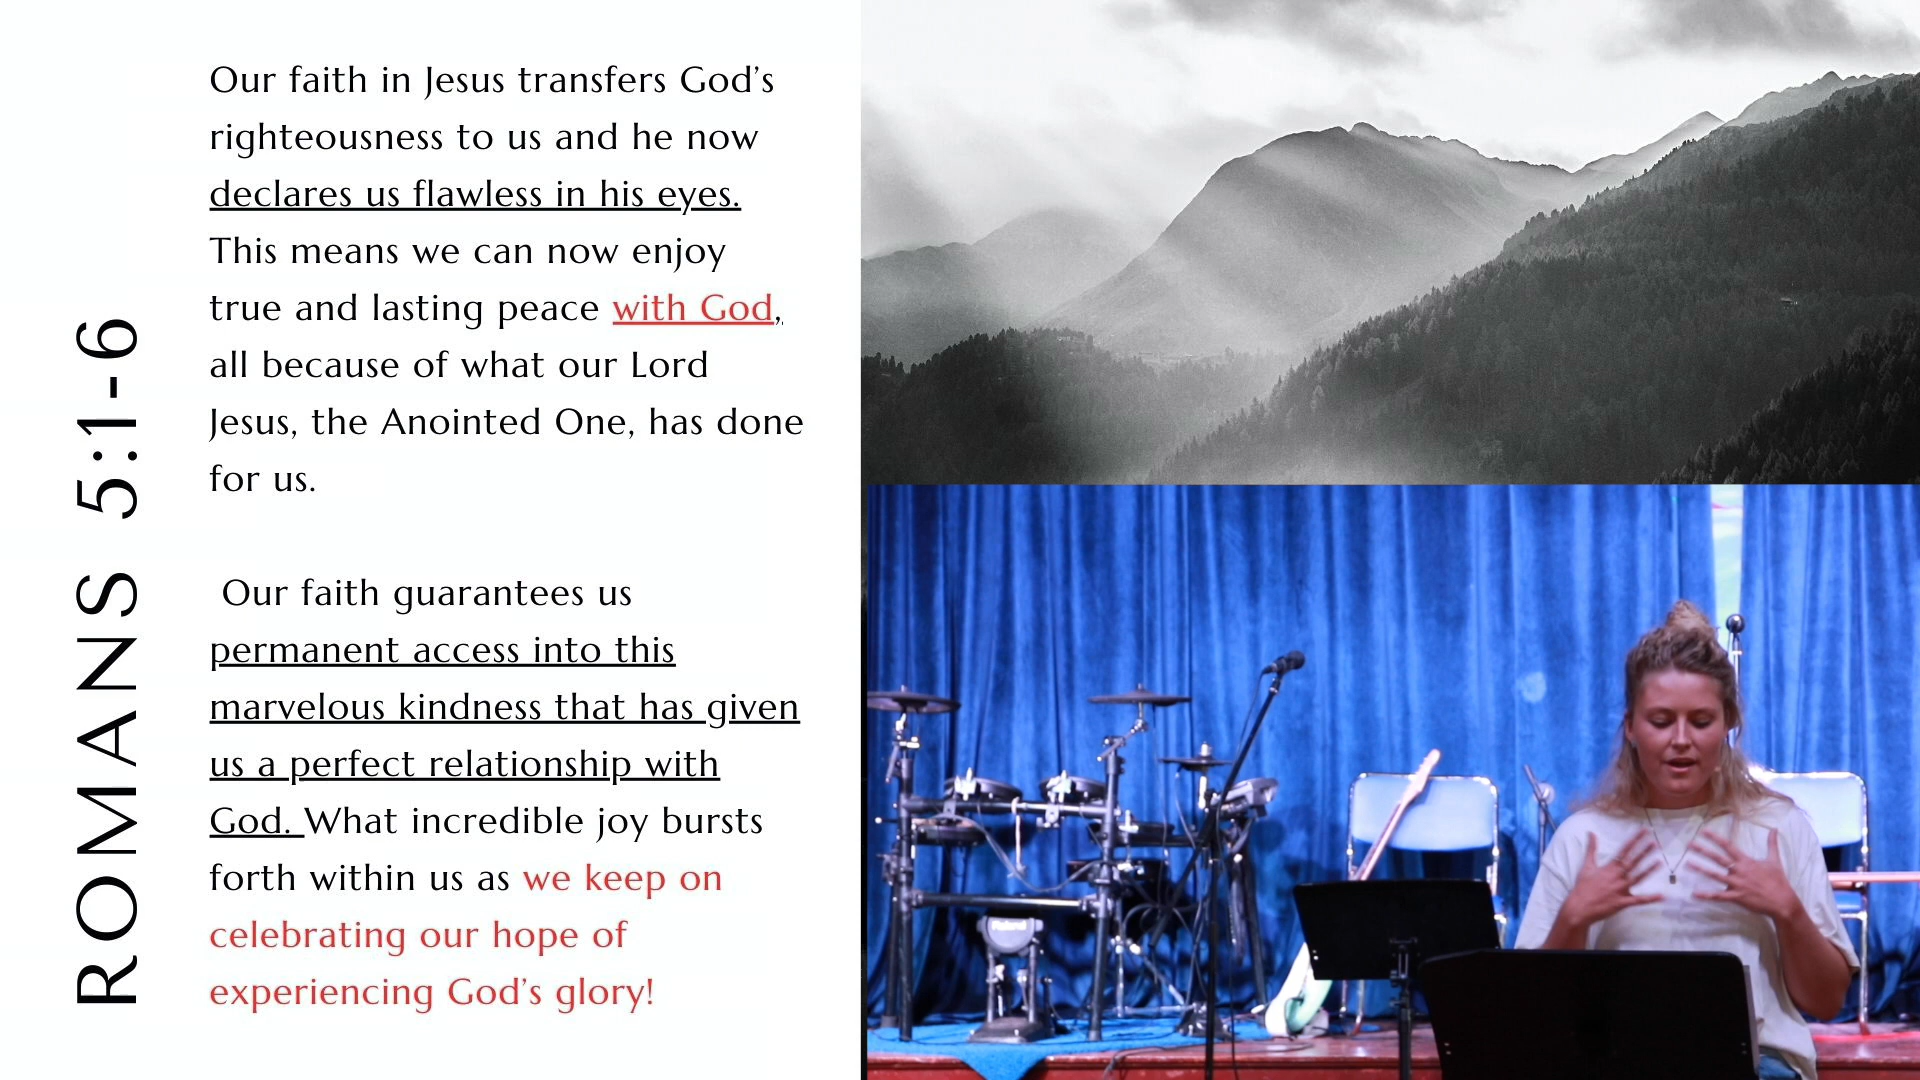 ROMANS 5:1-6
Our faith in Jesus transfers God’s
righteousness to us and he now
declares us flawless in his eyes.
This means we can now enjoy
true and lasting peace with God,
all because of what our Lord
Jesus, the Anointed One, has done
for us.
Our faith guarantees us
permanent access into this
marvelous kindness that has given
us a perfect relationship with
God. What incredible joy bursts
forth within us as we keep on
celebrating our hope of
experiencing God’s glory!
Roland